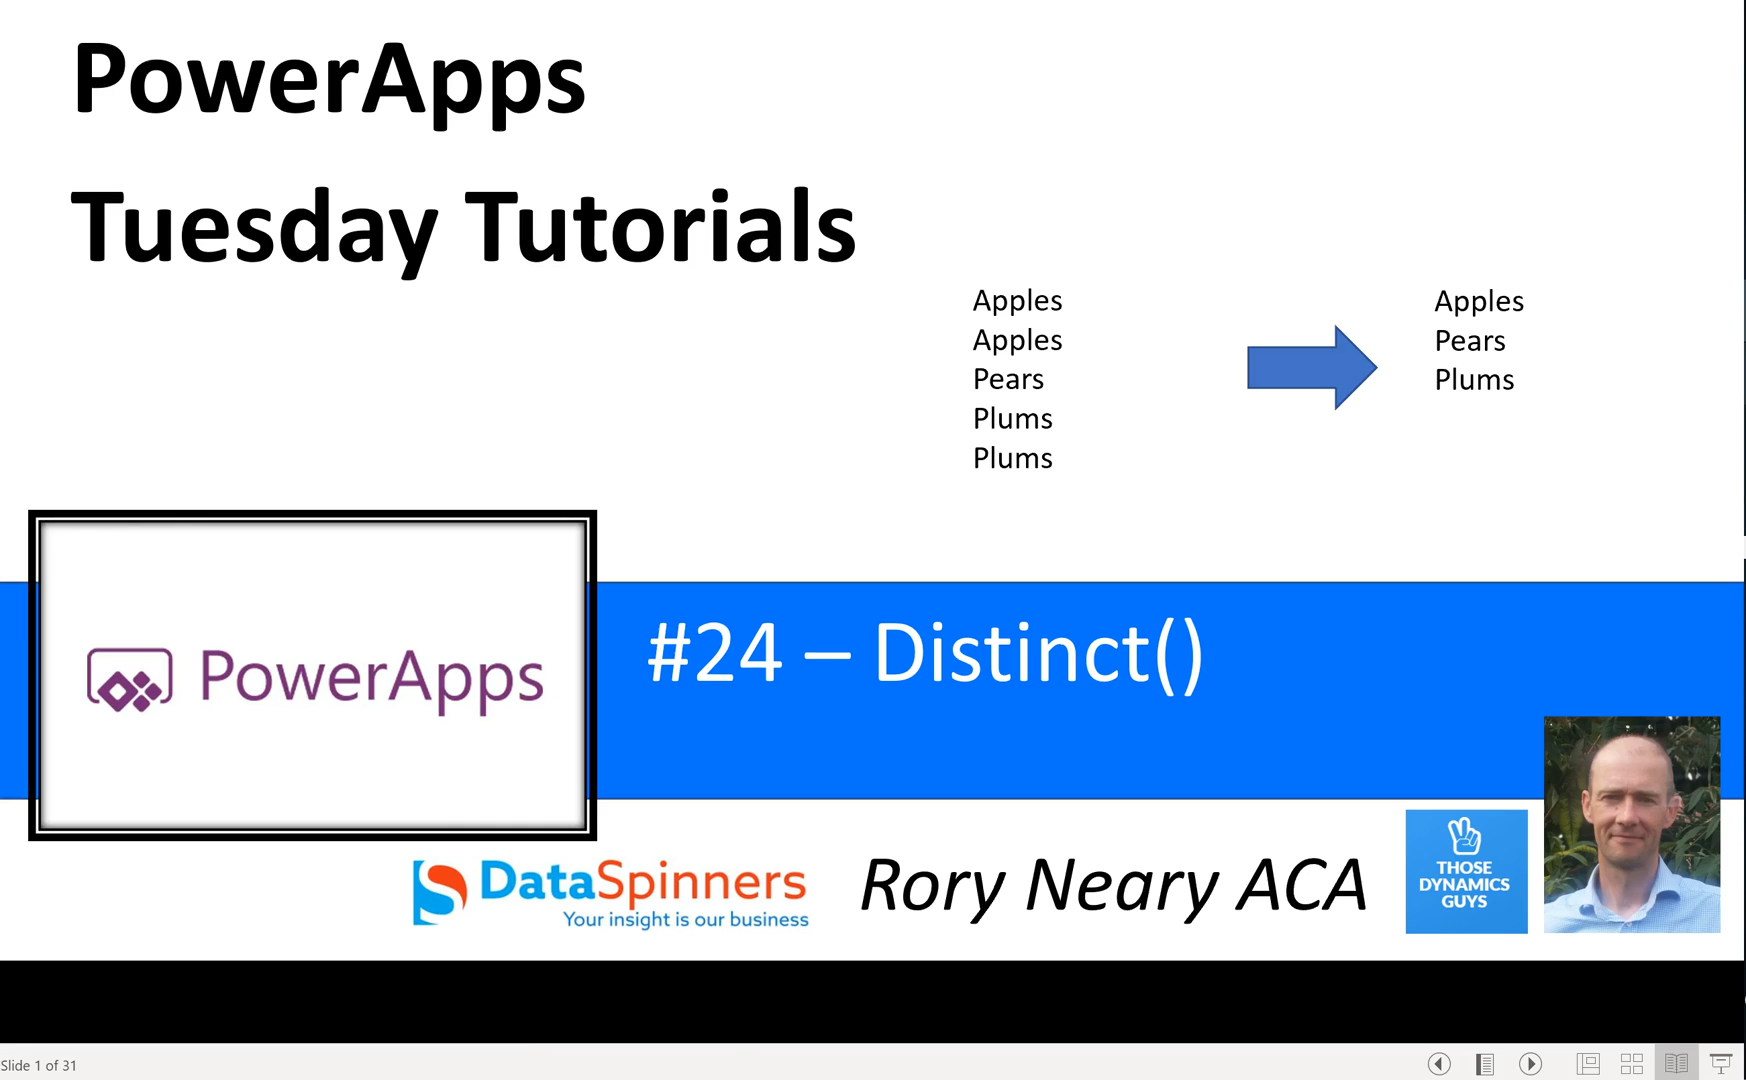 PowerApps
Tuesday Tutorials
Apples
Apples
Pears
Plums
Plums
Apples
Pears
Plums
PowerApps
#24 – Distinct()
DataSpinners
Your insight is our business
Rory Neary ACA
THOSE
DYNAMICS
GUYS
Slide 1 of 31